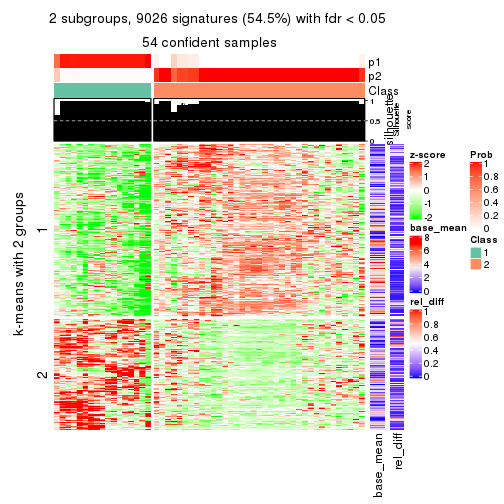 2 subgroups, 9026 signatures (54.5%) with fdr < 0.05
54 confident samples
p1
p2
Class
silhouette
Silhouette
score
1
0.5
0
k-means with 2 groups
1
2
base_mean
rel_diff
z-score
2
1
0
-1
-2
base_mean
8
6
4
2
0
rel_diff
1
0.8
0.6
0.4
0.2
0
Prob
1
0.8
0.6
0.4
0.2
0
Class
1
2